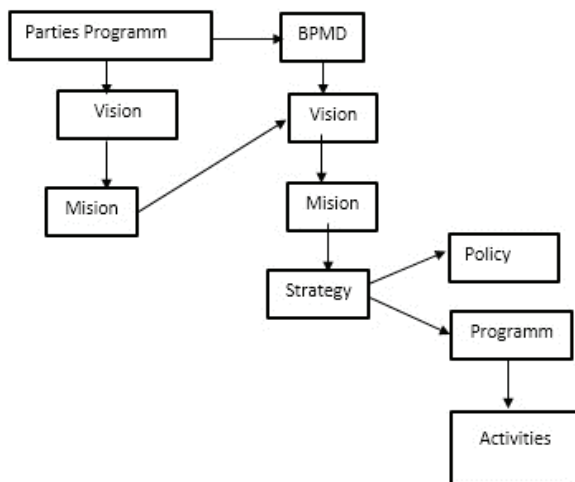 Parties Programm
BPMD
Vision
Vision
Mision
Mision
Strategy
Policy
Programm
Activities